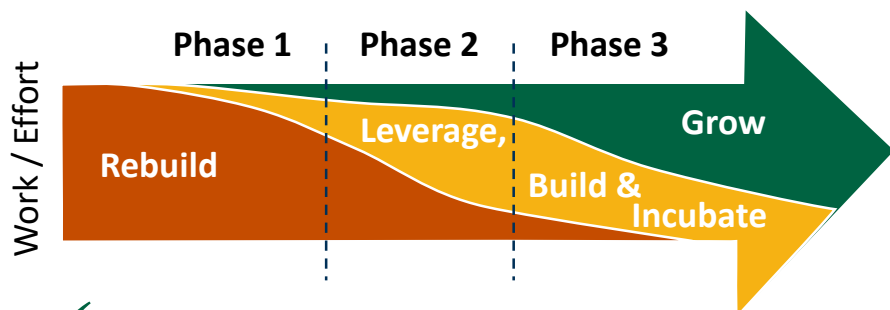 Phase 1 Phase 2 Phase 3
Work / Effort
Rebuild
Leverage,
Build &
Incubate
Grow